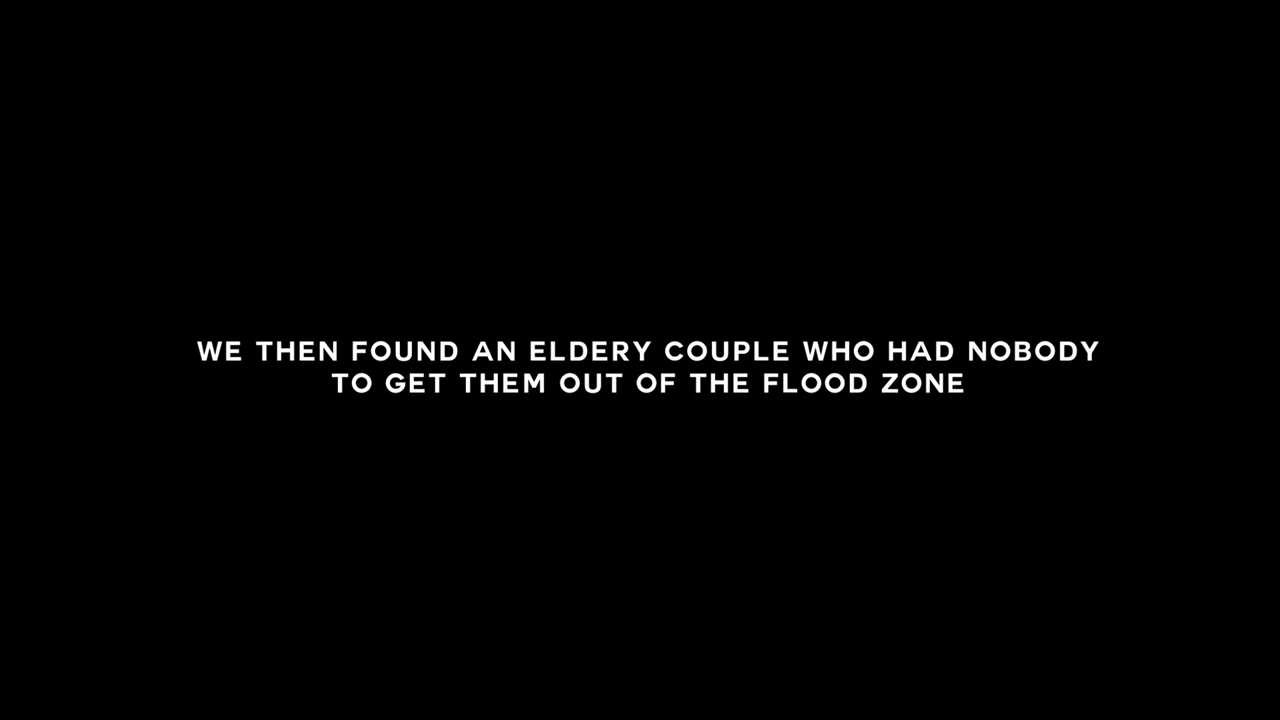 WE THEN FOUND AN ELDERY COUPLE WHO HAD NOBODY
TO GET THEM OUT OF THE FLOOD ZONE